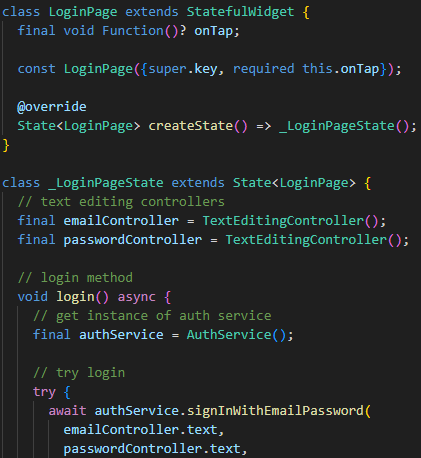 class LoginPage extends StatefulWidget {
  final void Function()? onTap;

  const LoginPage({super.key, required this.onTap});

  @override
  State<LoginPage> createState() => _LoginPageState();
}

class _LoginPageState extends State<LoginPage> {
  // text editing controllers
  final emailController = TextEditingController();
  final passwordController = TextEditingController();

  // login method
  void login() async {
    // get instance of auth service
    final authService = AuthService();

    // try login
    try {
      await authService.signInWithEmailPassword(
        emailController.text,
        passwordController.text,